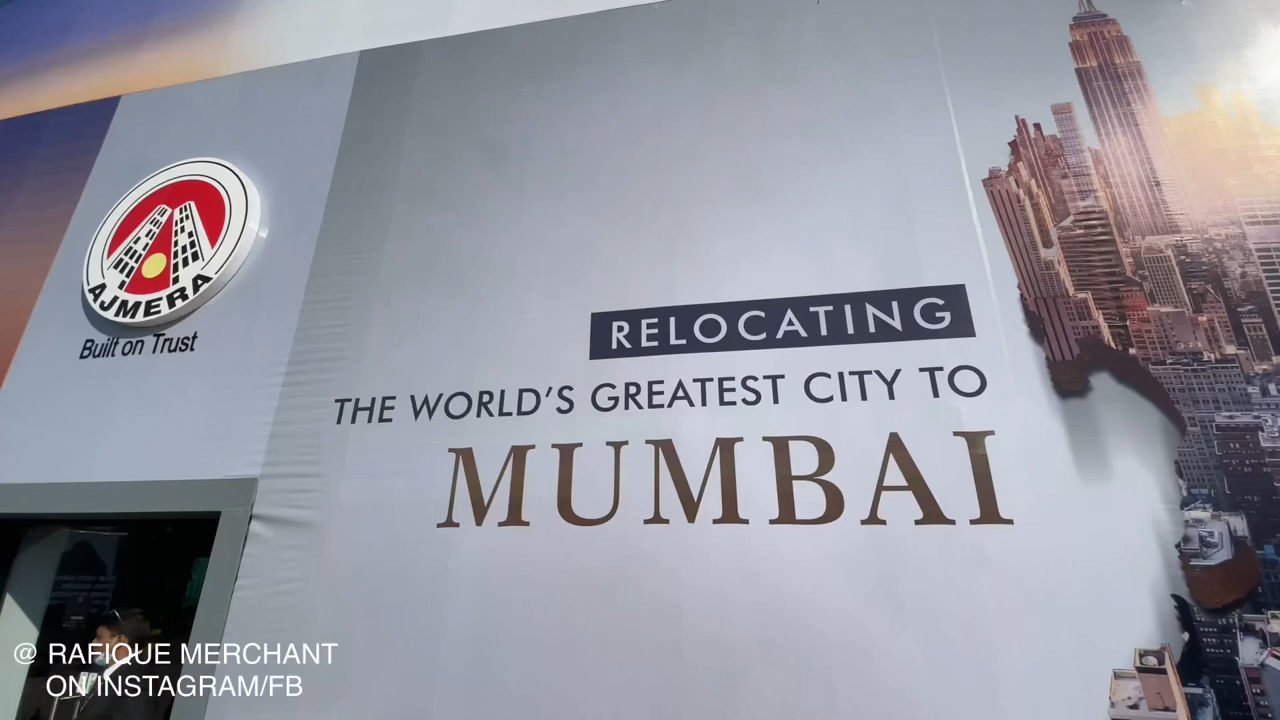 AJMERA
Built on Trust
RELOCATING
THE WORLD'S GREATEST CITY TO
MUMBAI
@ RAFIQUE MERCHANT
ON INSTAGRAM/FB